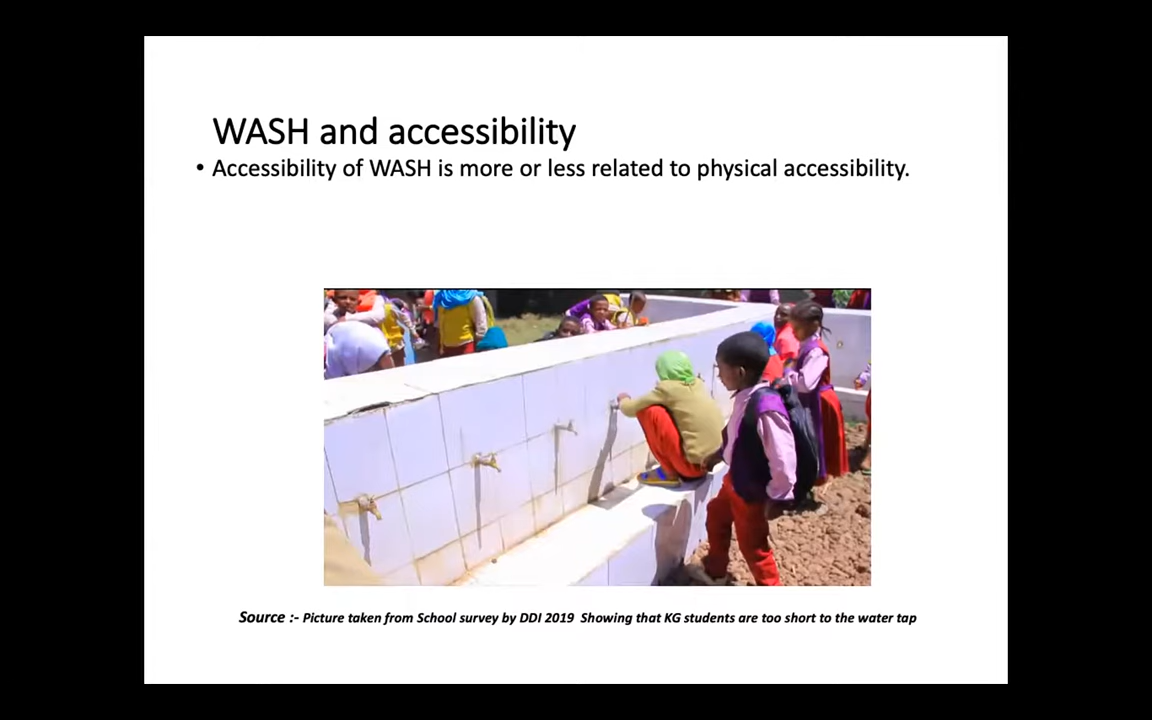 WASH and accessibility
• Accessibility of WASH is more or less related to physical accessibility.
Source :- Picture taken from School survey by DDI 2019 Showing that KG students are too short to the water tap